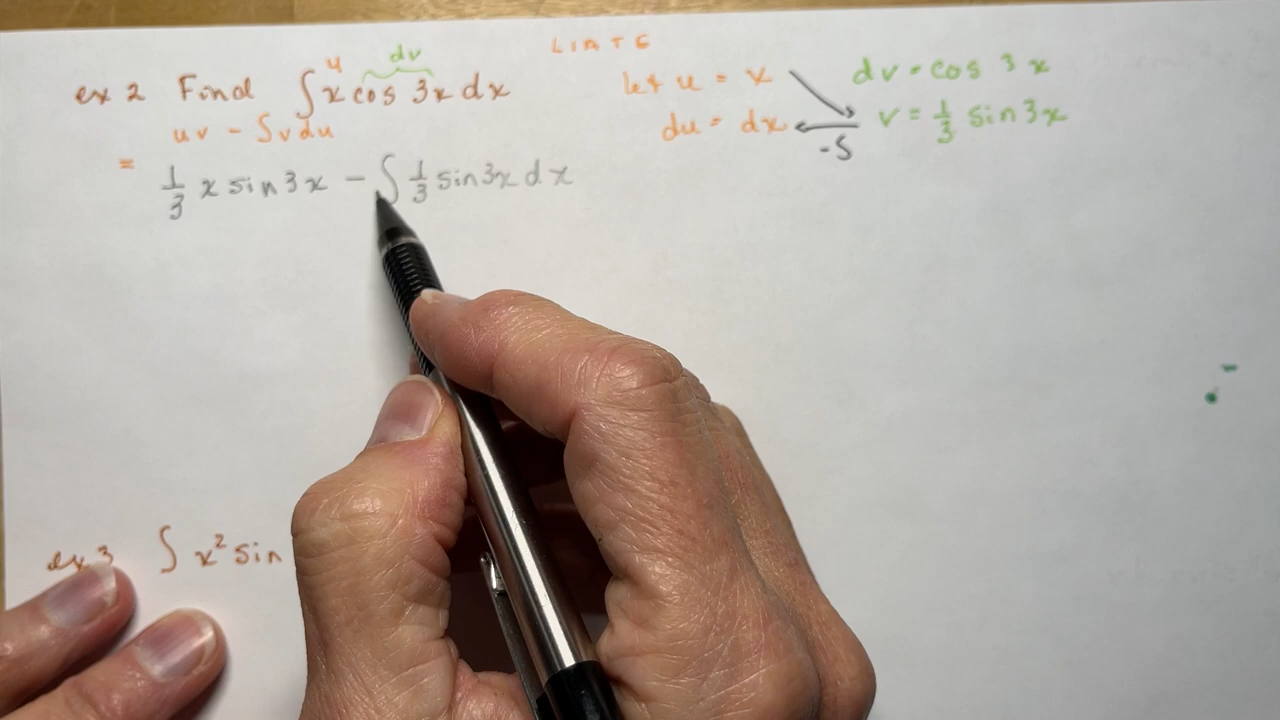 LIATE
ex 2 Find ∫ x cos 3x dx
u dv
uv - ∫vdu
= 1/3 x sin 3x - ∫ 1/3 sin 3x dx
let u = x
du = dx
-∫
dv = cos 3x
v = 1/3 sin 3x
ex 3 ∫ x² sin